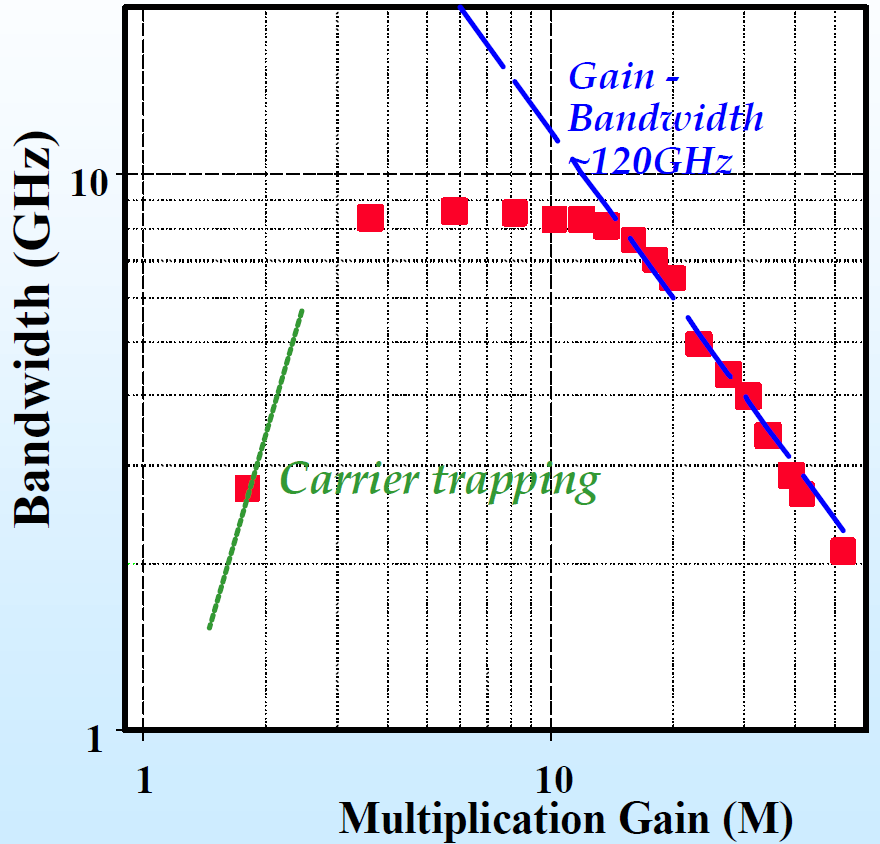 Gain -
Bandwidth
~120GHz
10
Bandwidth (GHz)
Carrier trapping
1
1
10
Multiplication Gain (M)